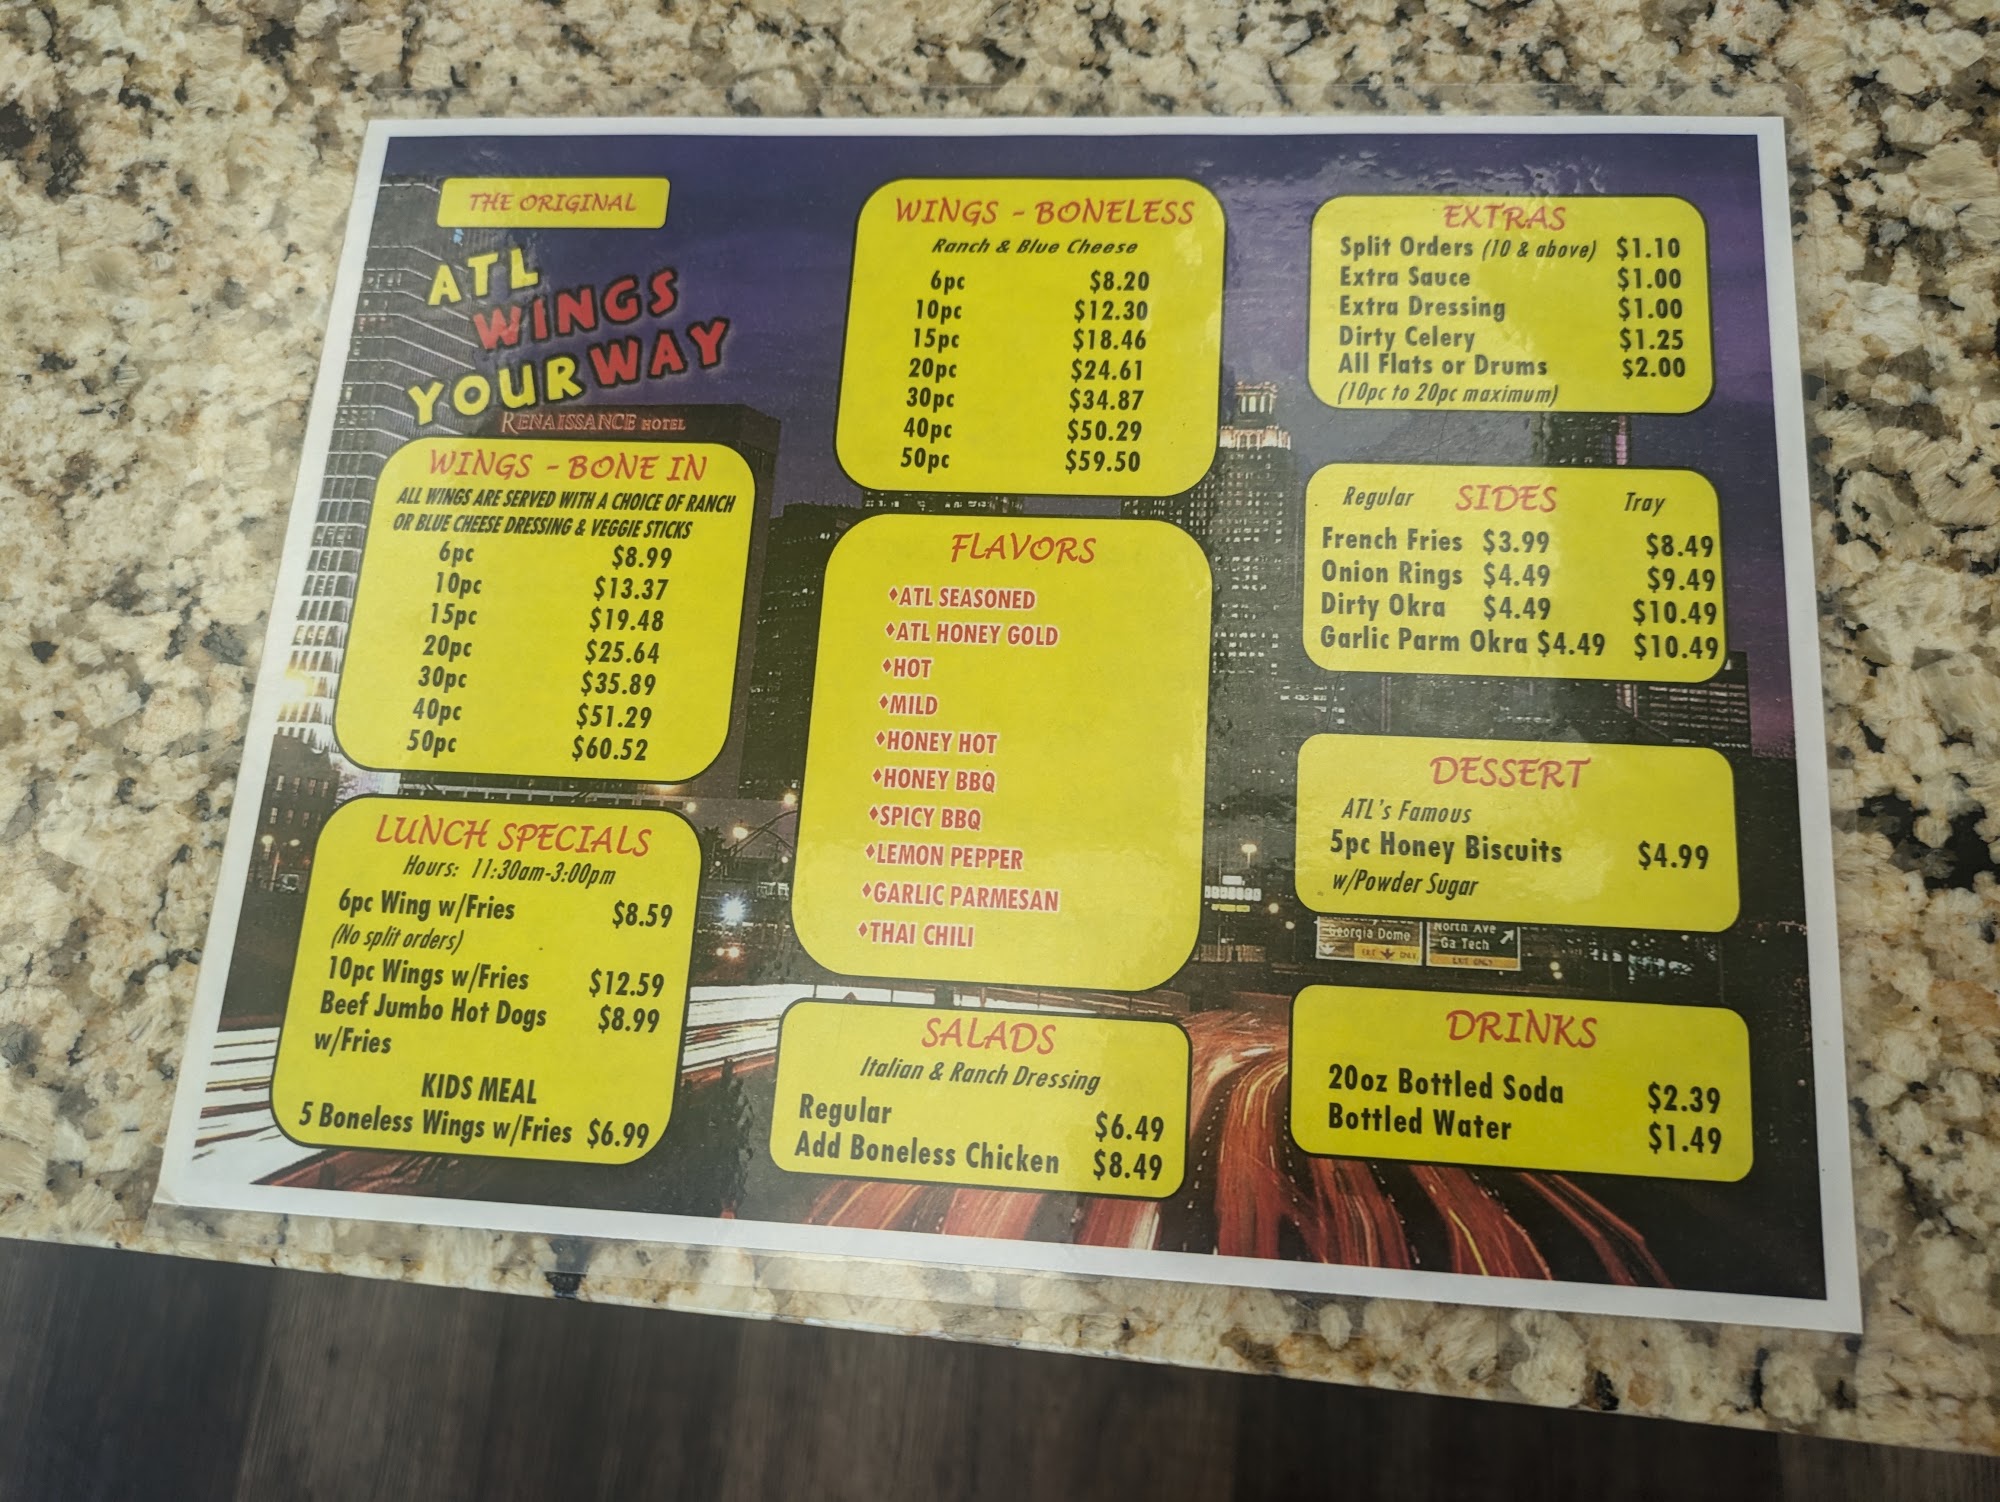 THE ORIGINAL
ATL
WINGS
YOUR WAY
RENAISSANCE HOTEL
WINGS - BONE IN
ALL WINGS ARE SERVED WITH A CHOICE OF RANCH
OR BLUE CHEESE DRESSING & VEGGIE STICKS
6pc $8.99
10pc $13.37
15pc $19.48
20pc $25.64
30pc $35.89
40pc $51.29
50pc $60.52
LUNCH SPECIALS
Hours: 11:30am-3:00pm
6pc Wing w/Fries $8.59
(No split orders)
10pc Wings w/Fries $12.59
Beef Jumbo Hot Dogs $8.99
w/Fries
KIDS MEAL
5 Boneless Wings w/Fries $6.99
WINGS - BONELESS
Ranch & Blue Cheese
6pc $8.20
10pc $12.30
15pc $18.46
20pc $24.61
30pc $34.87
40pc $50.29
50pc $59.50
FLAVORS
♦ATL SEASONED
♦ATL HONEY GOLD
♦HOT
♦MILD
♦HONEY HOT
♦HONEY BBQ
♦SPICY BBQ
♦LEMON PEPPER
♦GARLIC PARMESAN
♦THAI CHILI
SALADS
Italian & Ranch Dressing
Regular $6.49
Add Boneless Chicken $8.49
EXTRAS
Split Orders (10 & above) $1.10
Extra Sauce $1.00
Extra Dressing $1.00
Dirty Celery $1.25
All Flats or Drums $2.00
(10pc to 20pc maximum)
Regular SIDES Tray
French Fries $3.99 $8.49
Onion Rings $4.49 $9.49
Dirty Okra $4.49 $10.49
Garlic Parm Okra $4.49 $10.49
DESSERT
ATL's Famous
5pc Honey Biscuits $4.99
w/Powder Sugar
Georgia Dome
EXIT ONLY
North Ave
Ga Tech
EXIT ONLY
DRINKS
20oz Bottled Soda $2.39
Bottled Water $1.49